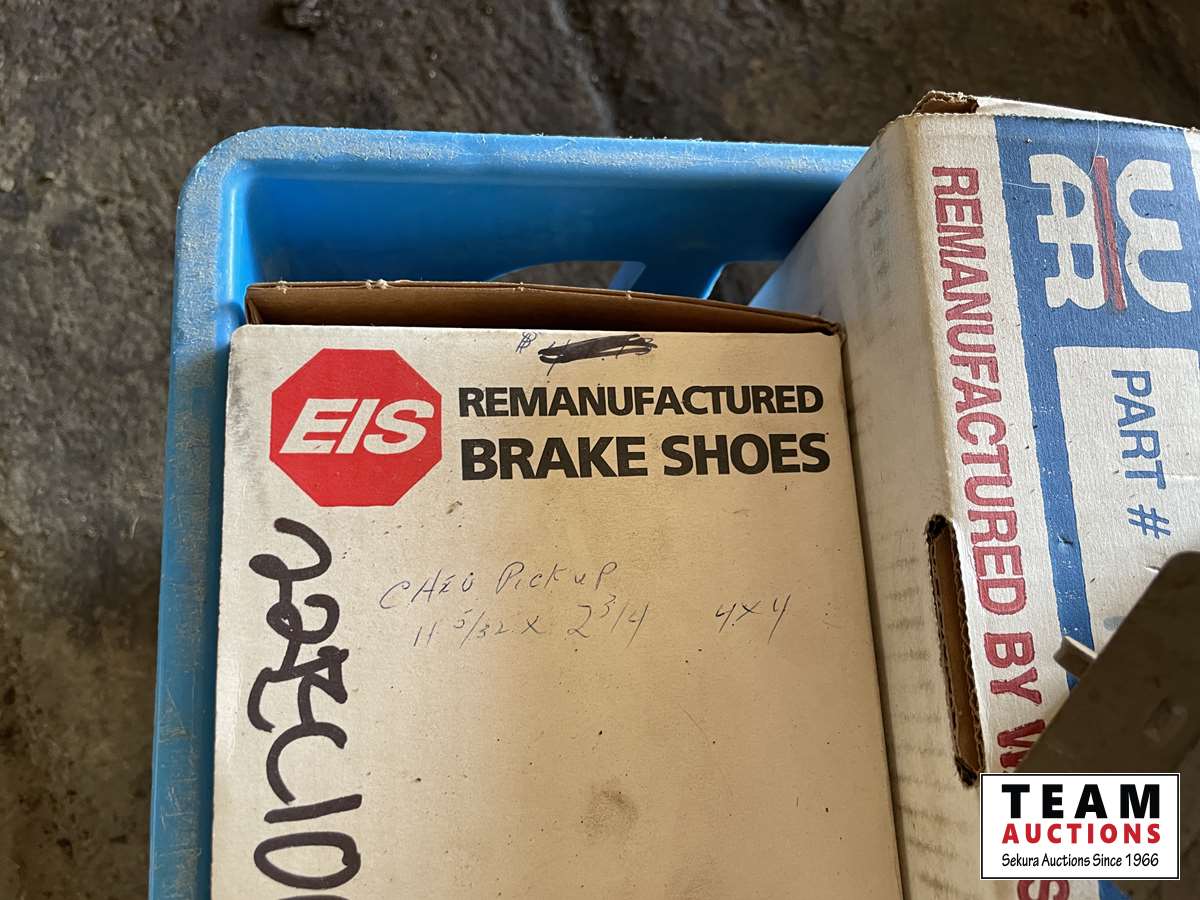 EIS
REMANUFACTURED
BRAKE SHOES
CHEV Pickup
11 5/32 x 2 3/4 4x4
REMANUFACTURED BY
PART #
TEAM
AUCTIONS
Sekura Auctions Since 1966